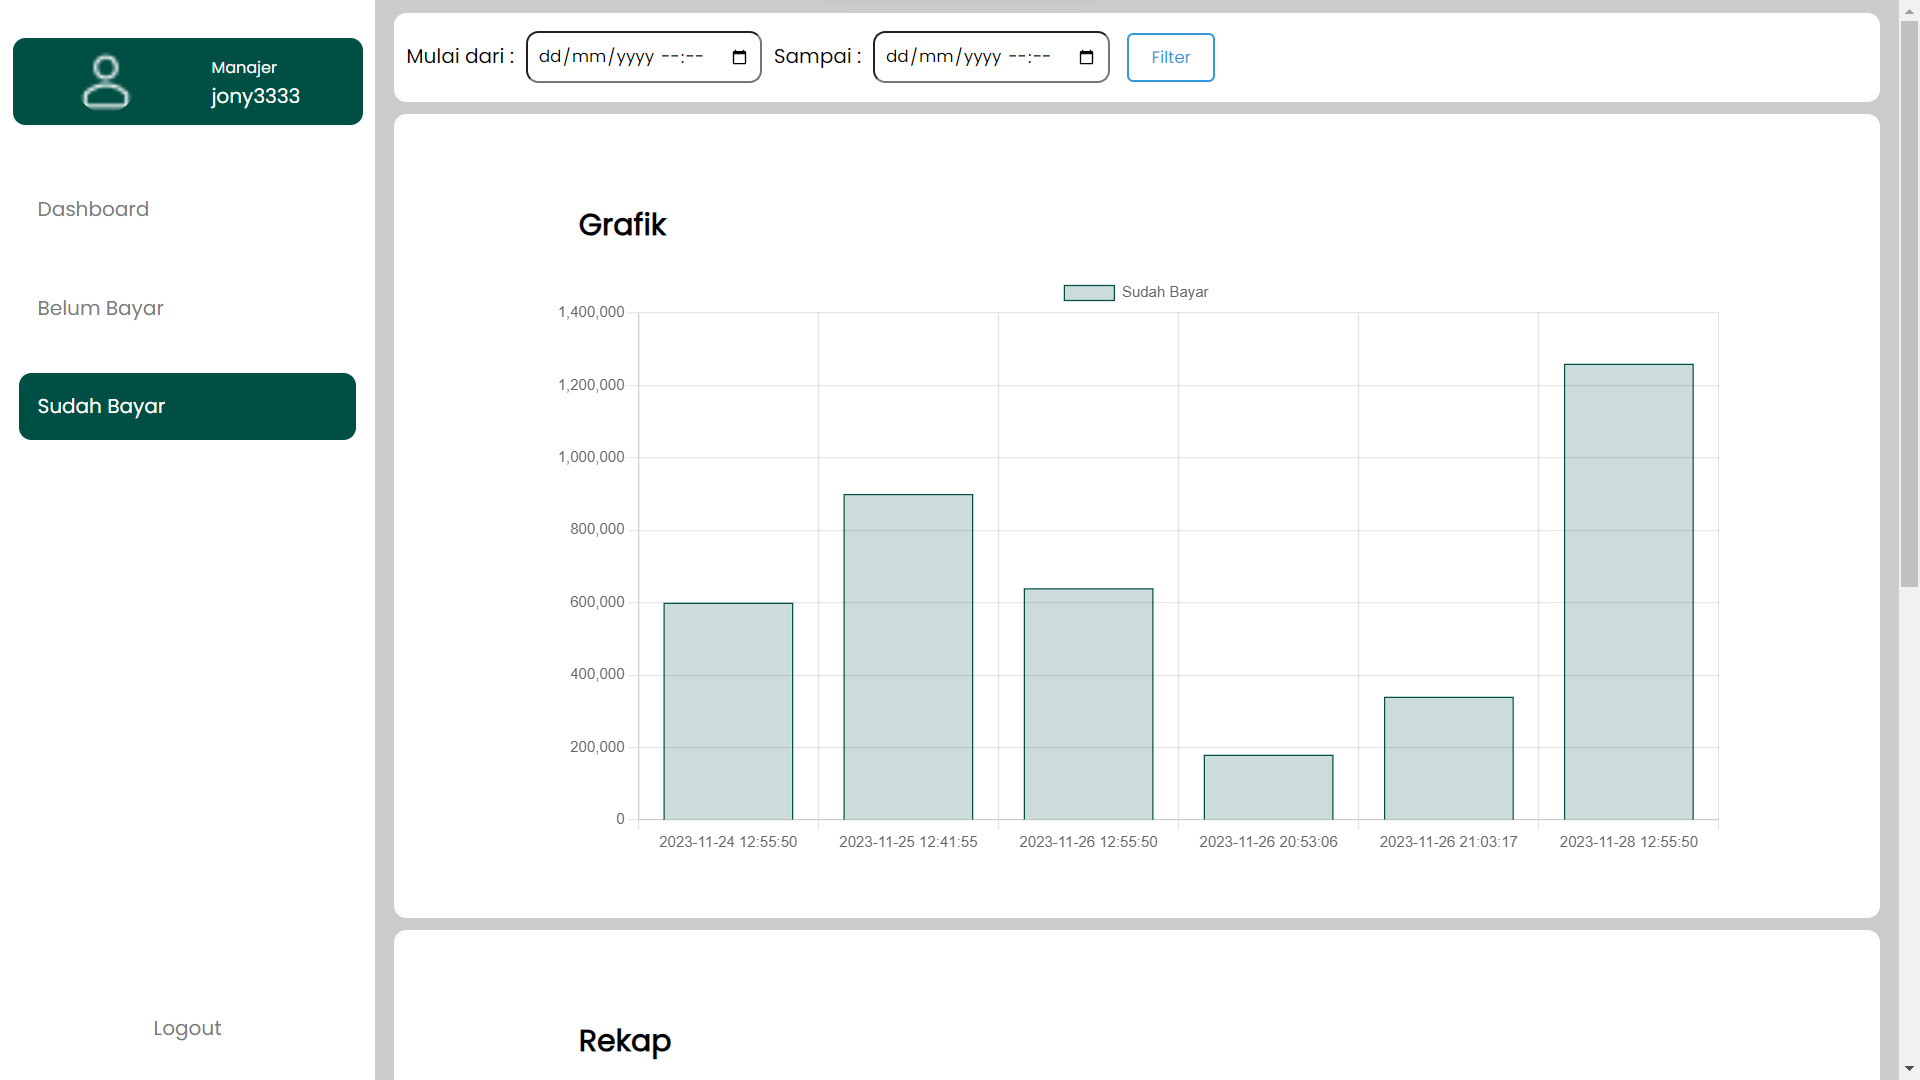 Manajer
jony3333
Dashboard
Belum Bayar
Sudah Bayar
Logout
Mulai dari : dd/mm/yyyy --:-- Sampai : dd/mm/yyyy --:-- Filter
Grafik
Sudah Bayar
1,400,000
1,200,000
1,000,000
800,000
600,000
400,000
200,000
0
2023-11-24 12:55:50 2023-11-25 12:41:55 2023-11-26 12:55:50 2023-11-26 20:53:06 2023-11-26 21:03:17 2023-11-28 12:55:50
Rekap